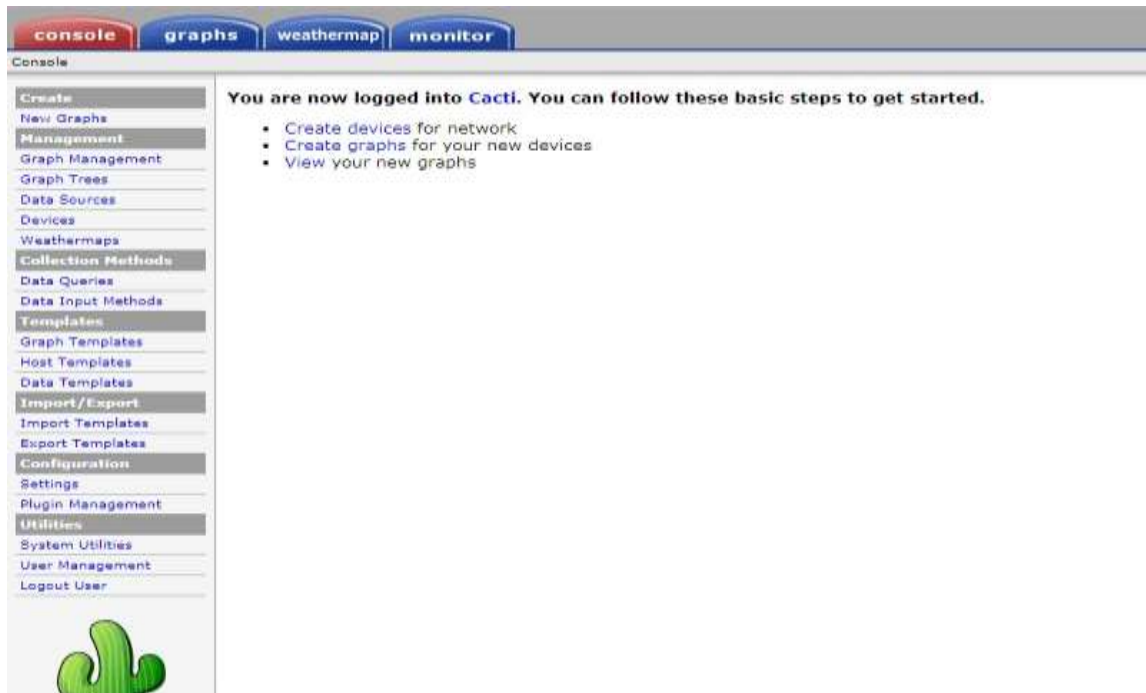 console graphs weathermap monitor
Console
Create
New Graphs
Management
Graph Management
Graph Trees
Data Sources
Devices
Weathermaps
Collection Methods
Data Queries
Data Input Methods
Templates
Graph Templates
Host Templates
Data Templates
Import/Export
Import Templates
Export Templates
Configuration
Settings
Plugin Management
Utilities
System Utilities
User Management
Logout User
You are now logged into Cacti. You can follow these basic steps to get started.
• Create devices for network
• Create graphs for your new devices
• View your new graphs